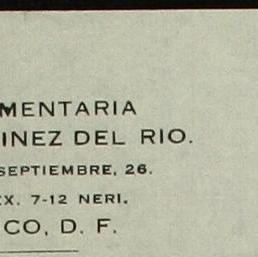 MENTARIA
INEZ DEL RIO.
SEPTIEMBRE, 26.
EX. 7-12 NERI.
CO, D. F.